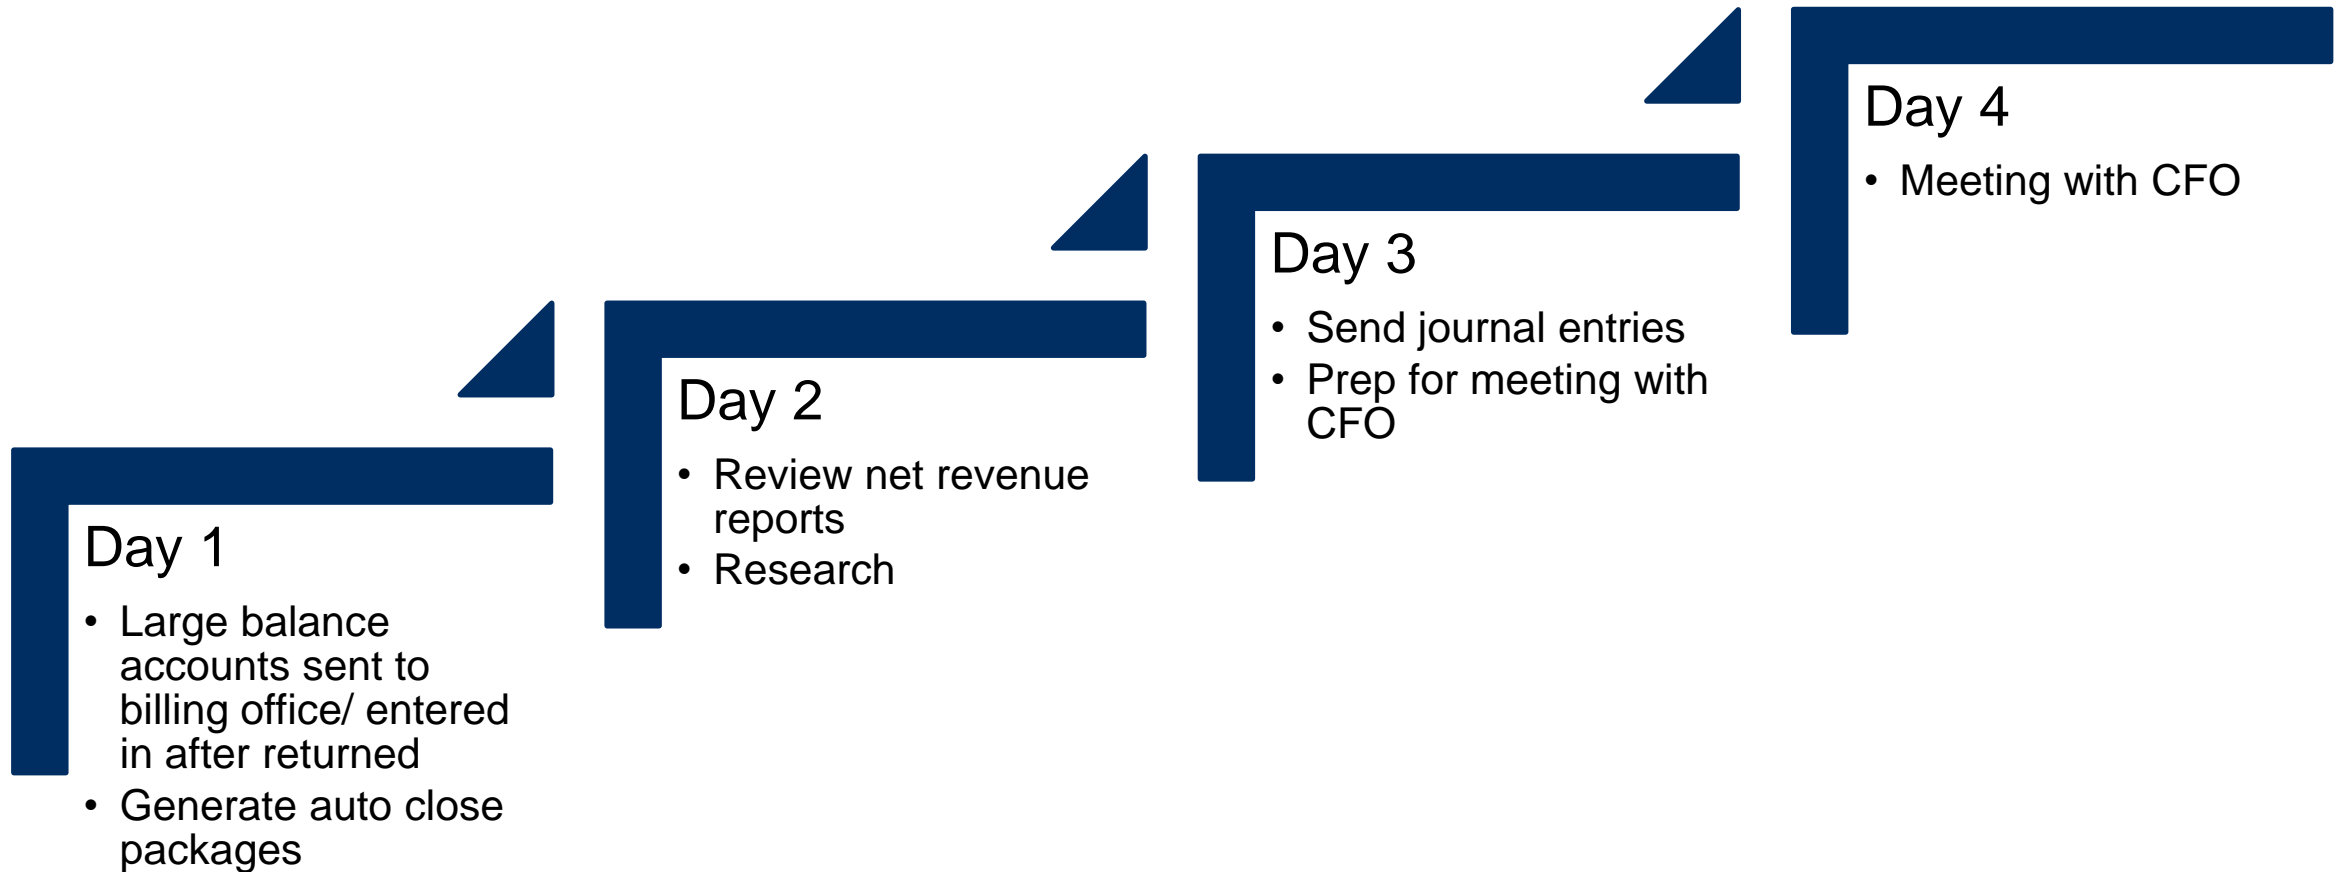 Day 1
• Large balance
accounts sent to
billing office/ entered
in after returned
• Generate auto close
packages
Day 2
• Review net revenue
reports
• Research
Day 3
• Send journal entries
• Prep for meeting with
CFO
Day 4
• Meeting with CFO